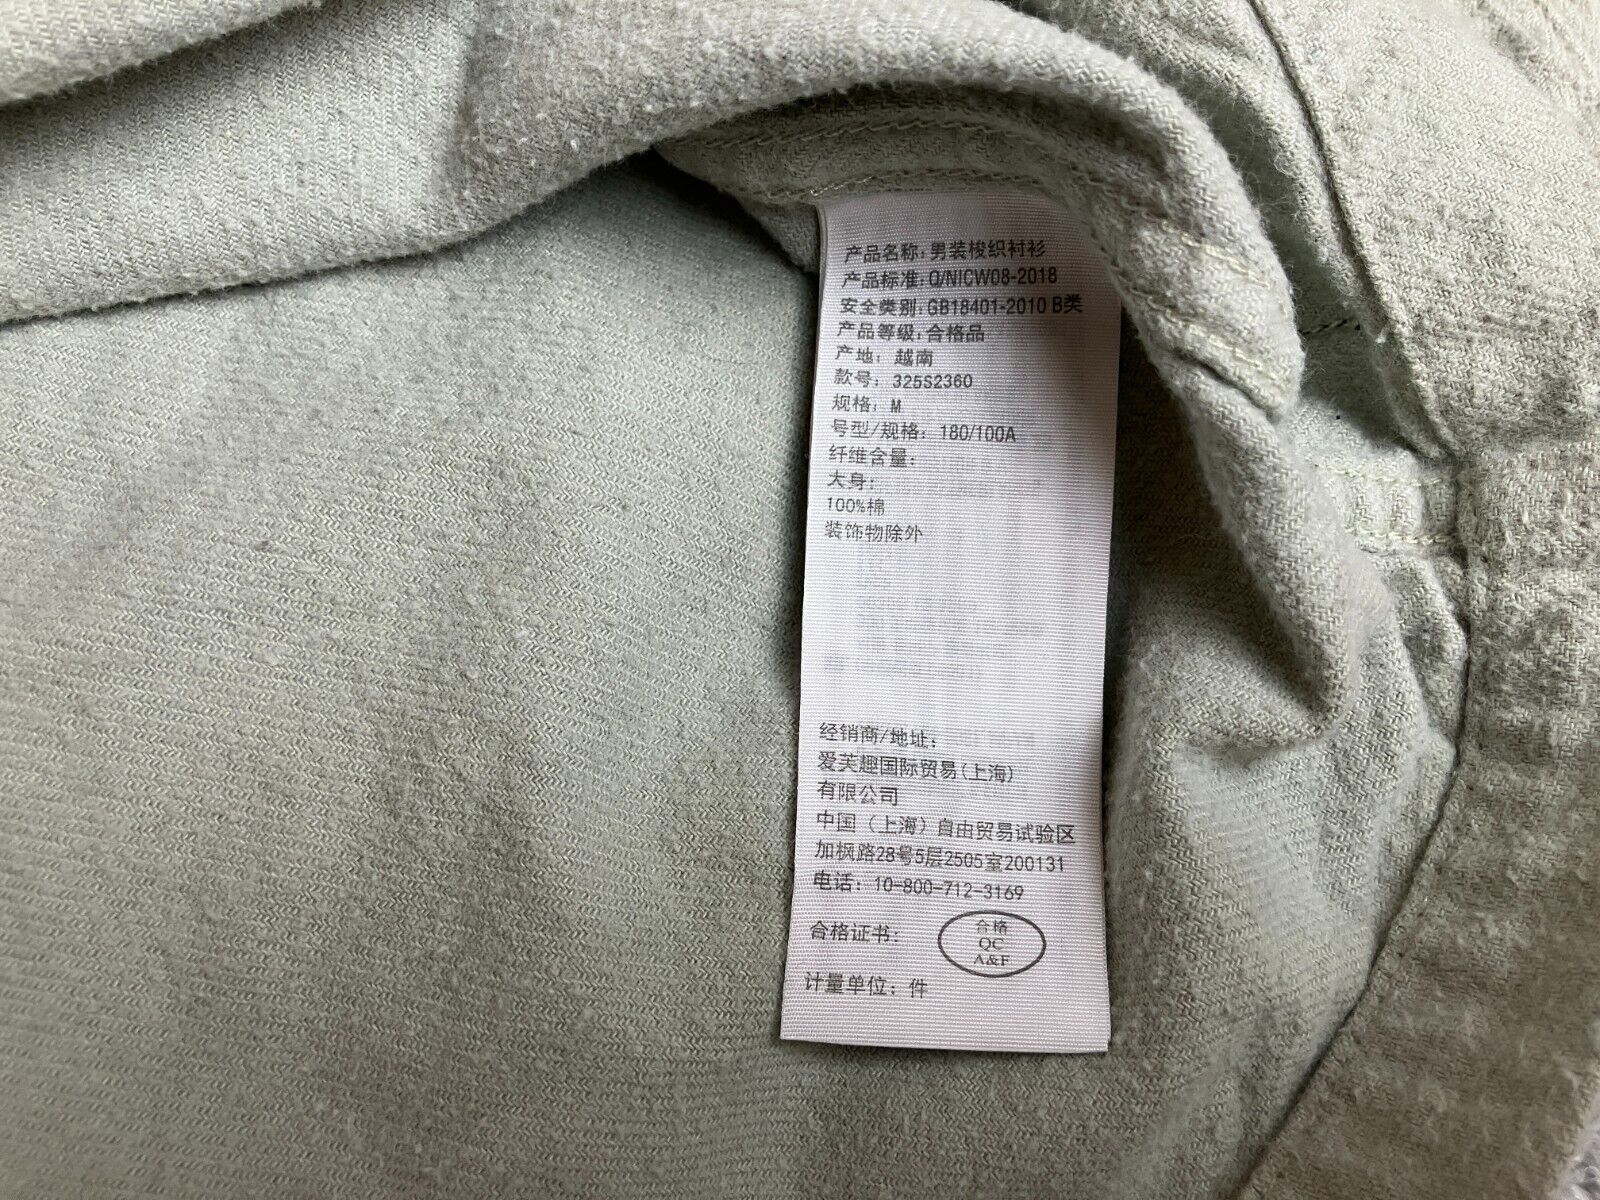 产品名称:男装梭织衬衫
产品标准:Q/NICW08-2018
安全类别:GB18401-2010 B类
产品等级:合格品
产地: 越南
款号: 325S2360
规格: M
号型/规格: 180/100A
纤维含量:
大身:
100%棉
装饰物除外
经销商/地址:
爱芙趣国际贸易(上海)
有限公司
中国（上海）自由贸易试验区
加枫路28号5层2505室200131
电话: 10-800-712-3169
合格证书:
合格
QC
A&F
计量单位: 件